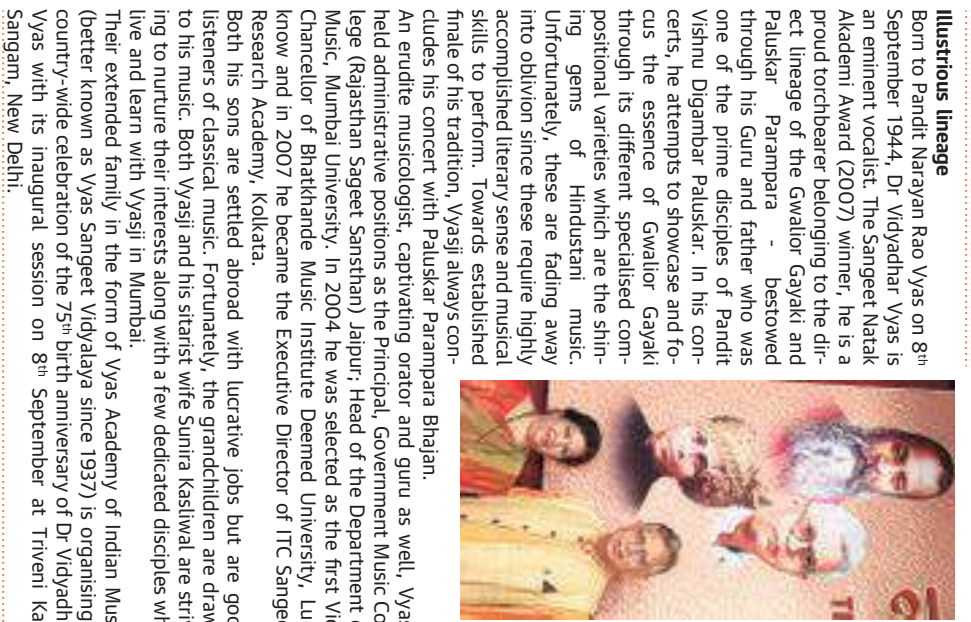 Illustrious lineage
Born to Pandit Narayan Rao Vyas on 8th
September 1944, Dr Vidyadhar Vyas is
an eminent vocalist. The Sangeet Natak
Akademi Award (2007) winner, he is a
proud torchbearer belonging to the dir-
ect lineage of the Gwalior Gayaki and
Paluskar Parampara - bestowed
through his Guru and father who was
one of the prime disciples of Pandit
Vishnu Digambar Paluskar. In his con-
certs, he attempts to showcase and fo-
cus the essence of Gwalior Gayaki
through its different specialised com-
positional varieties which are the shin-
ing gems of Hindustani music.
Unfortunately, these are fading away
into oblivion since these require highly
accomplished literary sense and musical
skills to perform. Towards established
finale of his tradition, Vyasji always con-
cludes his concert with Paluskar Parampara Bhajan.
An erudite musicologist, captivating orator and guru as well, Vyas
held administrative positions as the Principal, Government Music Co
lege (Rajasthan Sageet Sansthan) Jaipur; Head of the Department
Music, Mumbai University. In 2004 he was selected as the first Vic
Chancellor of Bhatkhande Music Institute Deemed University, Lu
know and in 2007 he became the Executive Director of ITC Sangee
Research Academy, Kolkata.
Both his sons are settled abroad with lucrative jobs but are goo
listeners of classical music. Fortunately, the grandchildren are draw
to his music. Both Vyasji and his sitarist wife Sunira Kasliwal are striv
ing to nurture their interests along with a few dedicated disciples wh
live and learn with Vyasji in Mumbai.
Their extended family in the form of Vyas Academy of Indian Mus
(better known as Vyas Sangeet Vidyalaya since 1937) is organising
country-wide celebration of the 75th birth anniversary of Dr Vidyadh
Vyas with its inaugural session on 8th September at Triveni Ka
Sangam, New Delhi.